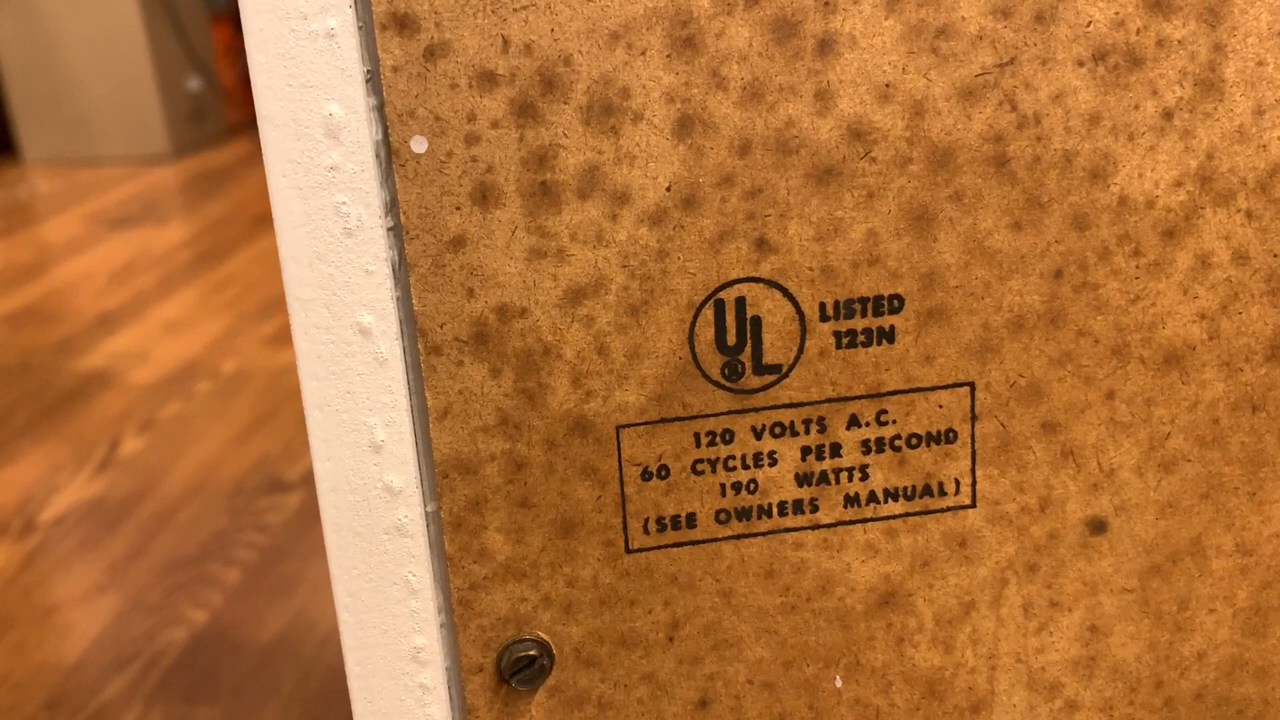 UL
LISTED
123N
120 VOLTS A.C.
60 CYCLES PER SECOND
190 WATTS
(SEE OWNERS MANUAL)